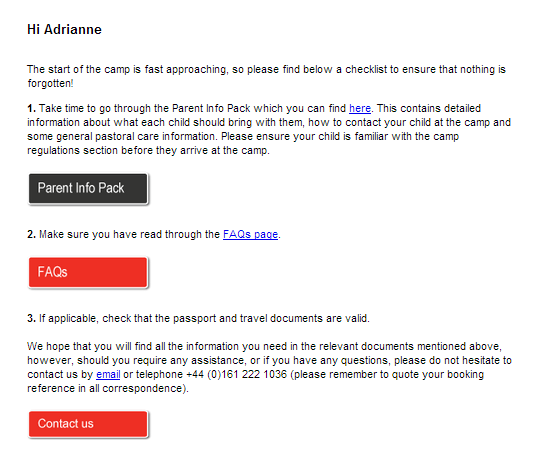 Hi Adrianne
The start of the camp is fast approaching, so please find below a checklist to ensure that nothing is
forgotten!
1. Take time to go through the Parent Info Pack which you can find here. This contains detailed
information about what each child should bring with them, how to contact your child at the camp and
some general pastoral care information. Please ensure your child is familiar with the camp
regulations section before they arrive at the camp.
Parent Info Pack
2. Make sure you have read through the FAQs page.
FAQs
3. If applicable, check that the passport and travel documents are valid.
We hope that you will find all the information you need in the relevant documents mentioned above,
however, should you require any assistance, or if you have any questions, please do not hesitate to
contact us by email or telephone +44 (0)161 222 1036 (please remember to quote your booking
reference in all correspondence).
Contact us